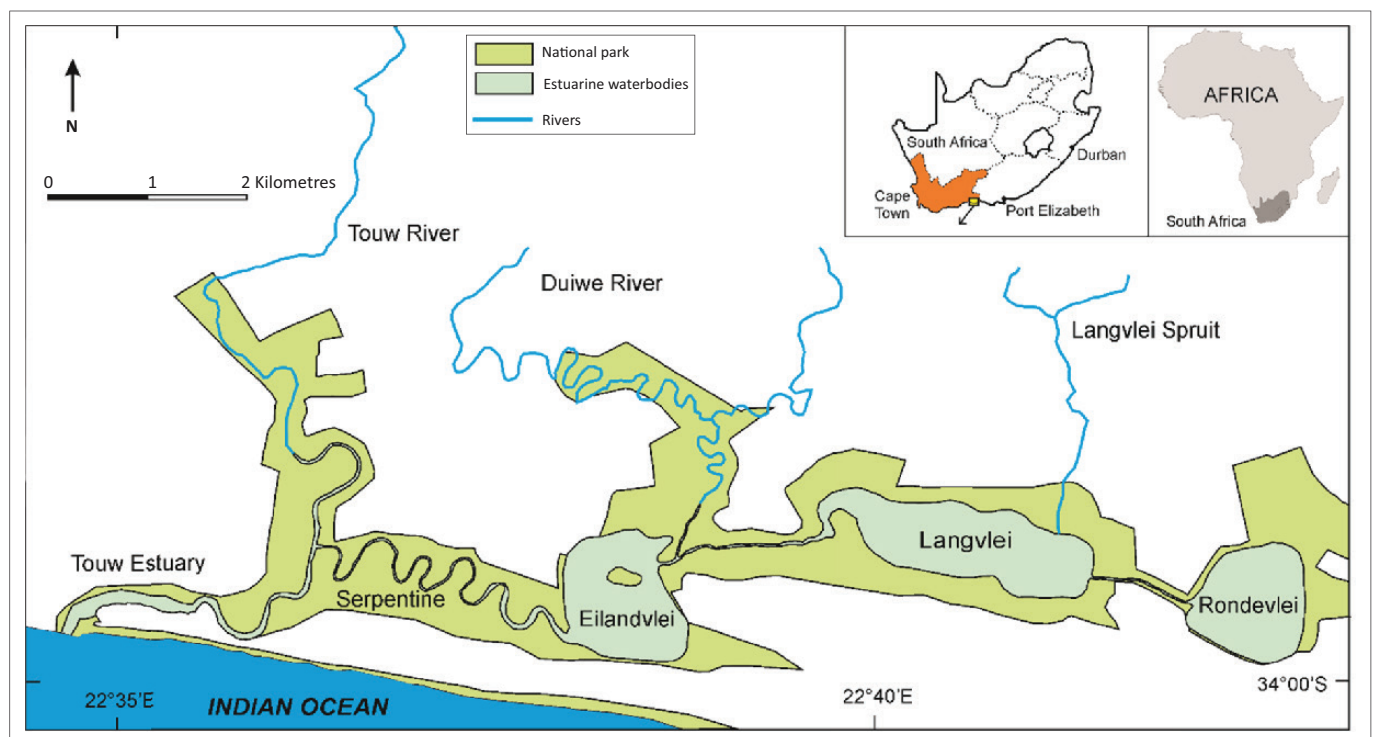 National park
Estuarine waterbodies
Rivers
N
0 1 2 Kilometres
South Africa
Durban
Cape
Town
Port Elizabeth
AFRICA
South Africa
Touw River
Duiwe River
Langvlei Spruit
Touw Estuary
Serpentine
Eilandvlei
Langvlei
Rondevlei
22°35'E
INDIAN OCEAN
22°40'E
34°00'S